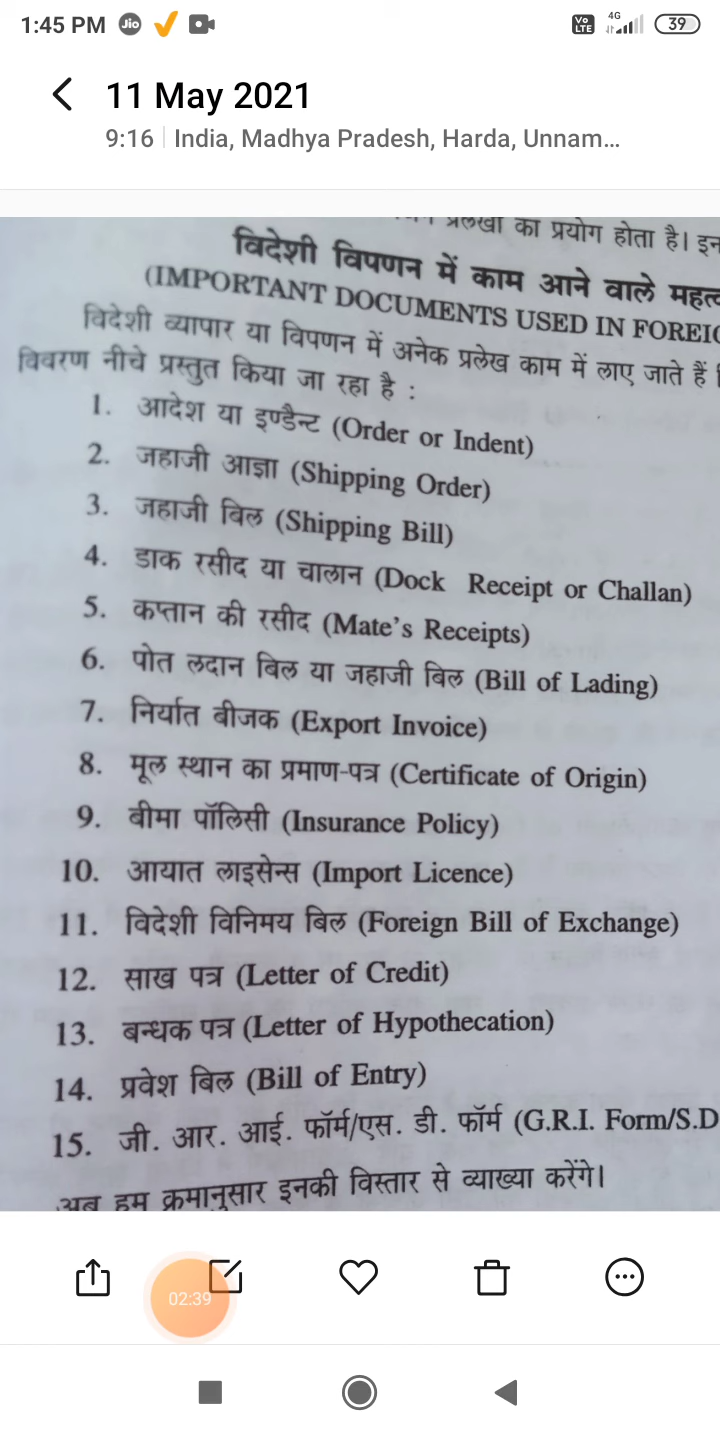 1:45 PM Jio
Vo LTE 4G 39
11 May 2021
9:16 | India, Madhya Pradesh, Harda, Unnam...
का प्रयोग होता है। इन
विदेशी विपणन में काम आने वाले महत्व
(IMPORTANT DOCUMENTS USED IN FOREIG
विदेशी व्यापार या विपणन में अनेक प्रलेख काम में लाए जाते हैं
विवरण नीचे प्रस्तुत किया जा रहा है :
1. आदेश या इण्डैन्ट (Order or Indent)
2. जहाजी आज्ञा (Shipping Order)
3. जहाजी बिल (Shipping Bill)
4. डाक रसीद या चालान (Dock Receipt or Challan)
5. कप्तान की रसीद (Mate's Receipts)
6. पोत लदान बिल या जहाजी बिल (Bill of Lading)
7. निर्यात बीजक (Export Invoice)
8. मूल स्थान का प्रमाण-पत्र (Certificate of Origin)
9. बीमा पॉलिसी (Insurance Policy)
10. आयात लाइसेन्स (Import Licence)
11. विदेशी विनिमय बिल (Foreign Bill of Exchange)
12. साख पत्र (Letter of Credit)
13. बन्धक पत्र (Letter of Hypothecation)
14. प्रवेश बिल (Bill of Entry)
15. जी. आर. आई. फॉर्म/एस. डी. फॉर्म (G.R.I. Form/S.D
अब हम क्रमानुसार इनकी विस्तार से व्याख्या करेंगे।
02:39